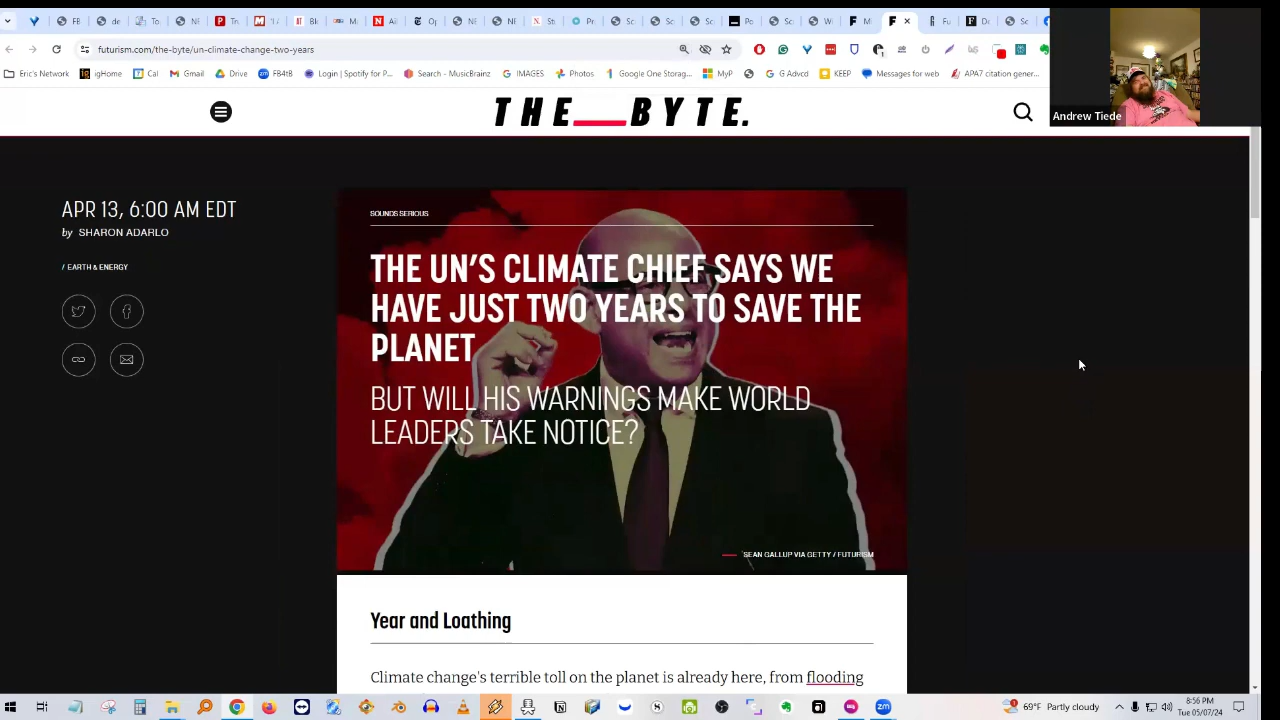 futurism.com/the-byte/un-climate-change-two-years
Eric's Network
Cal
Gmail
Drive
FB4tB
Login | Spotify for P...
Search - MusicBrainz
IMAGES
Photos
Google One Storag...
MyP
G Advcd
KEEP
Messages for web
APA7 citation gener...
Andrew Tiede
THE__BYTE.
APR 13, 6:00 AM EDT
by SHARON ADARLO
/ EARTH & ENERGY
SOUNDS SERIOUS
THE UN'S CLIMATE CHIEF SAYS WE
HAVE JUST TWO YEARS TO SAVE THE
PLANET
BUT WILL HIS WARNINGS MAKE WORLD
LEADERS TAKE NOTICE?
SEAN GALLUP VIA GETTY / FUTURISM
Year and Loathing
Climate change's terrible toll on the planet is already here, from flooding
69°F Partly cloudy
8:56 PM
Tue 05/07/24